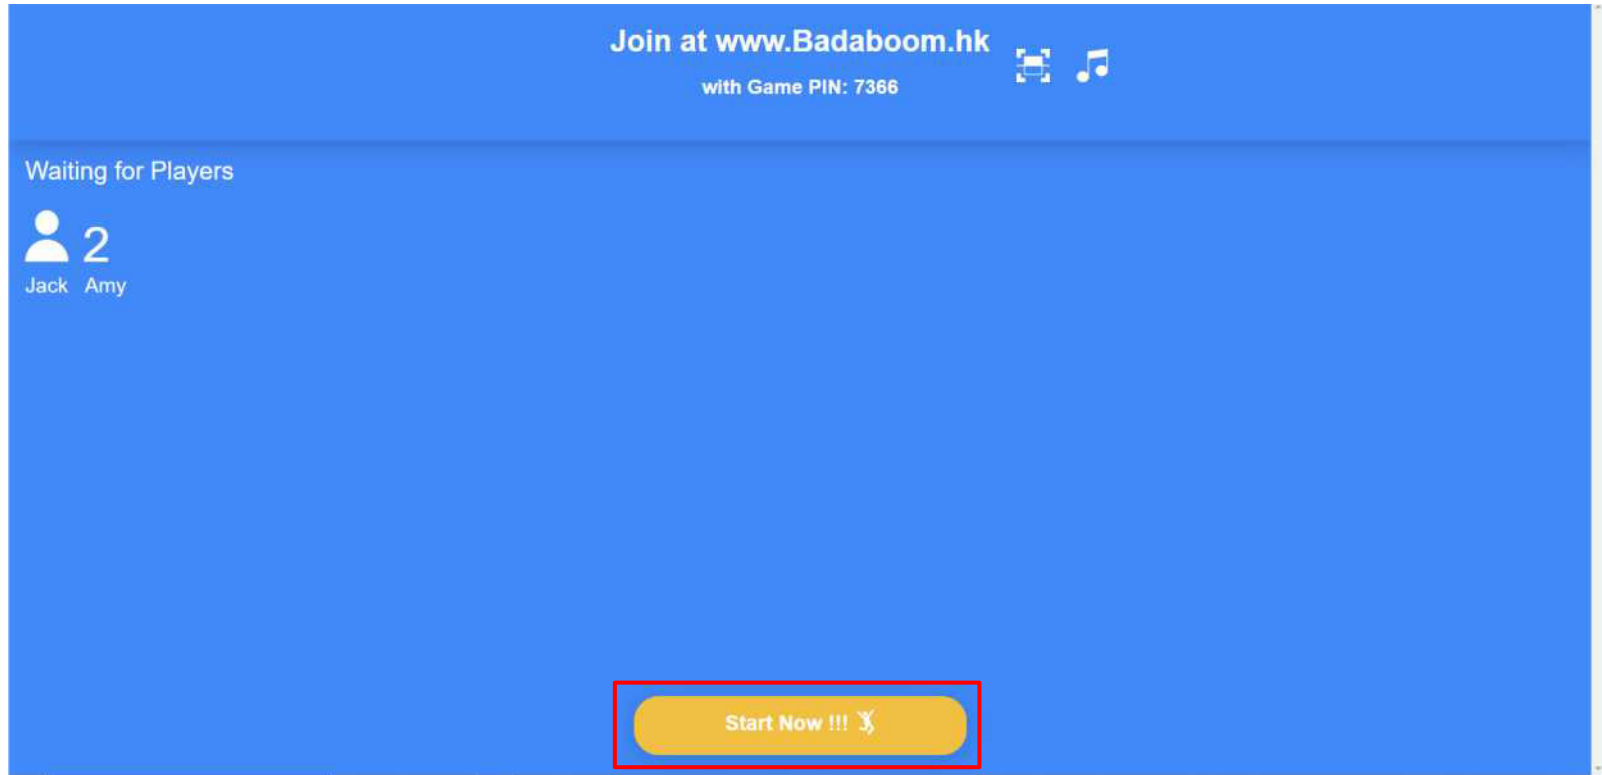 Join at www.Badaboom.hk
with Game PIN: 7366
Waiting for Players
2
Jack Amy
Start Now !!!